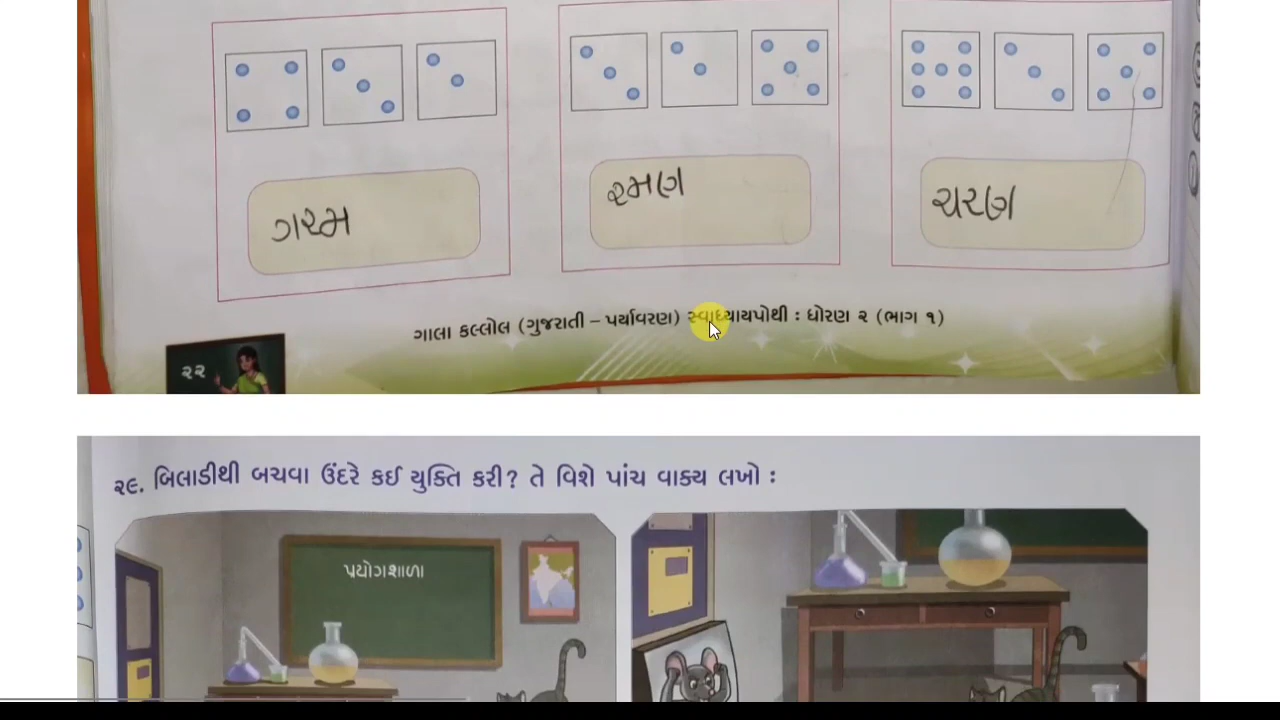 ગરમ
રમણ
ચરણ
ગાલા કલ્લોલ (ગુજરાતી – પર્યાવરણ) સ્વાધ્યાયપોથી : ધોરણ ૨ (ભાગ ૧)
૨૨
૨૯. બિલાડીથી બચવા ઉંદરે કઈ યુક્તિ કરી? તે વિશે પાંચ વાક્ય લખો :
પ્રયોગશાળા